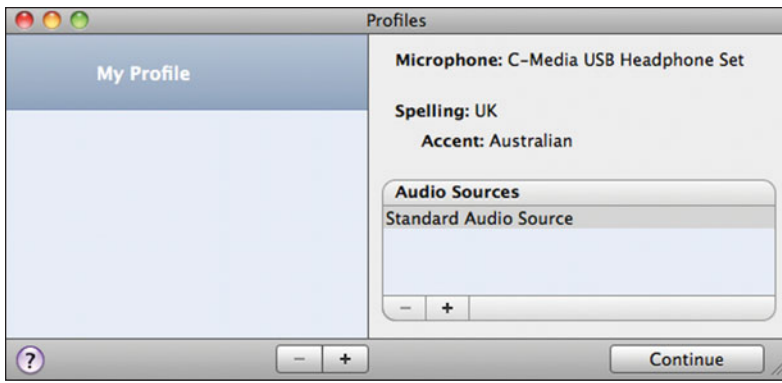 Profiles
My Profile
Microphone: C-Media USB Headphone Set
Spelling: UK
Accent: Australian
Audio Sources
Standard Audio Source
− +
? − + Continue